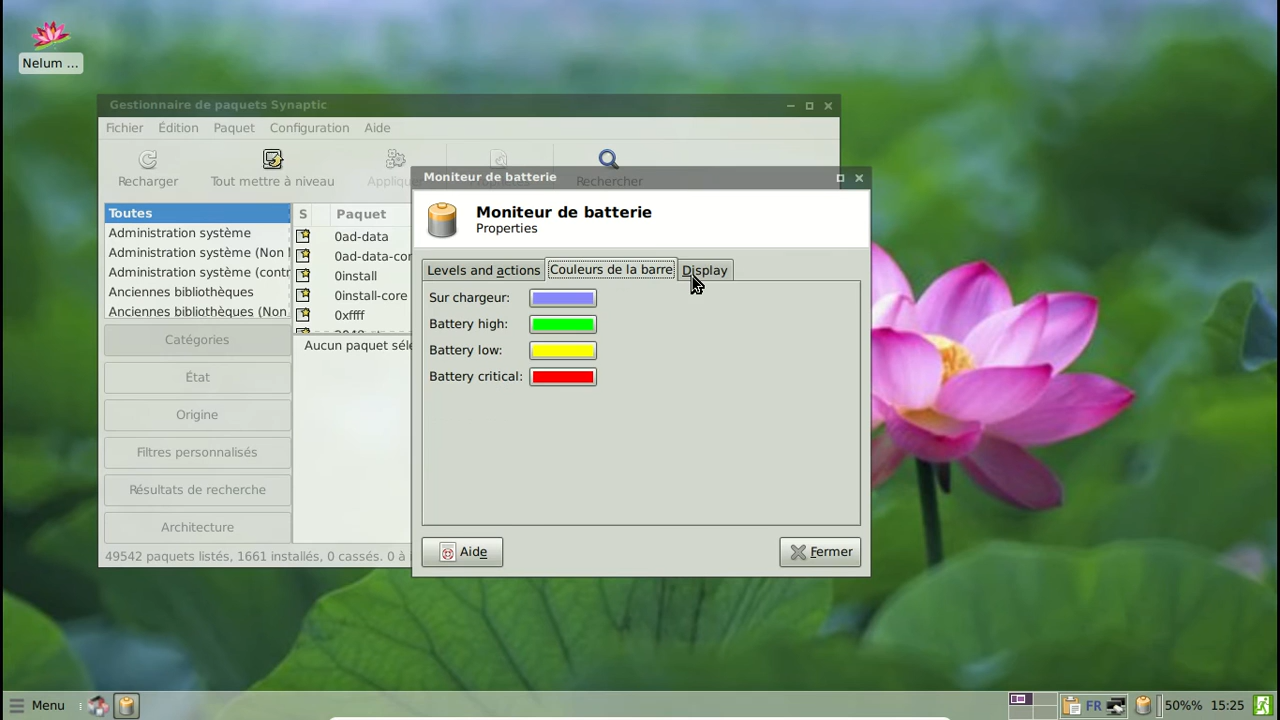 Nelum ...
Gestionnaire de paquets Synaptic
Fichier Édition Paquet Configuration Aide
Recharger Tout mettre à niveau Rechercher
Toutes
Administration système
Administration système (Non l
Administration système (contr
Anciennes bibliothèques
Anciennes bibliothèques (Non
S Paquet
0ad-data
0ad-data-cor
0install
0install-core
0xffff
Catégories
État
Origine
Filtres personnalisés
Résultats de recherche
Architecture
Aucun paquet séle
49542 paquets listés, 1661 installés, 0 cassés. 0 à
Moniteur de batterie
Moniteur de batterie
Properties
Levels and actions Couleurs de la barre Display
Sur chargeur:
Battery high:
Battery low:
Battery critical:
Aide Fermer
Menu FR 50%% 15:25